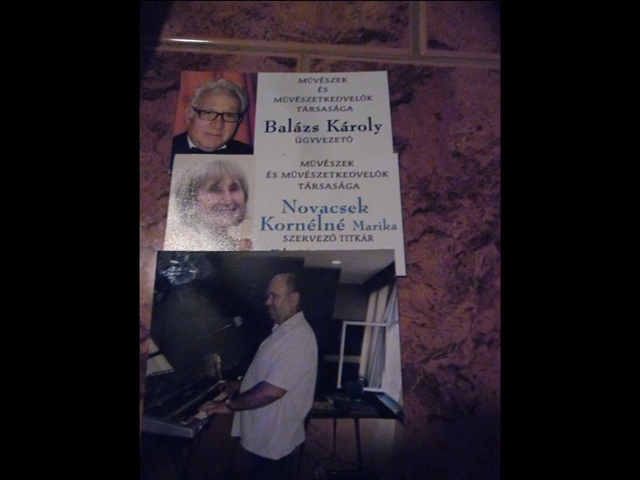 MŰVÉSZEK
ÉS
MŰVÉSZETKEDVELŐK
TÁRSASÁGA
Balázs Károly
ÜGYVEZETŐ
MŰVÉSZEK
ÉS MŰVÉSZETKEDVELŐK
TÁRSASÁGA
Novacsek
Kornélné Marika
SZERVEZŐ TITKÁR